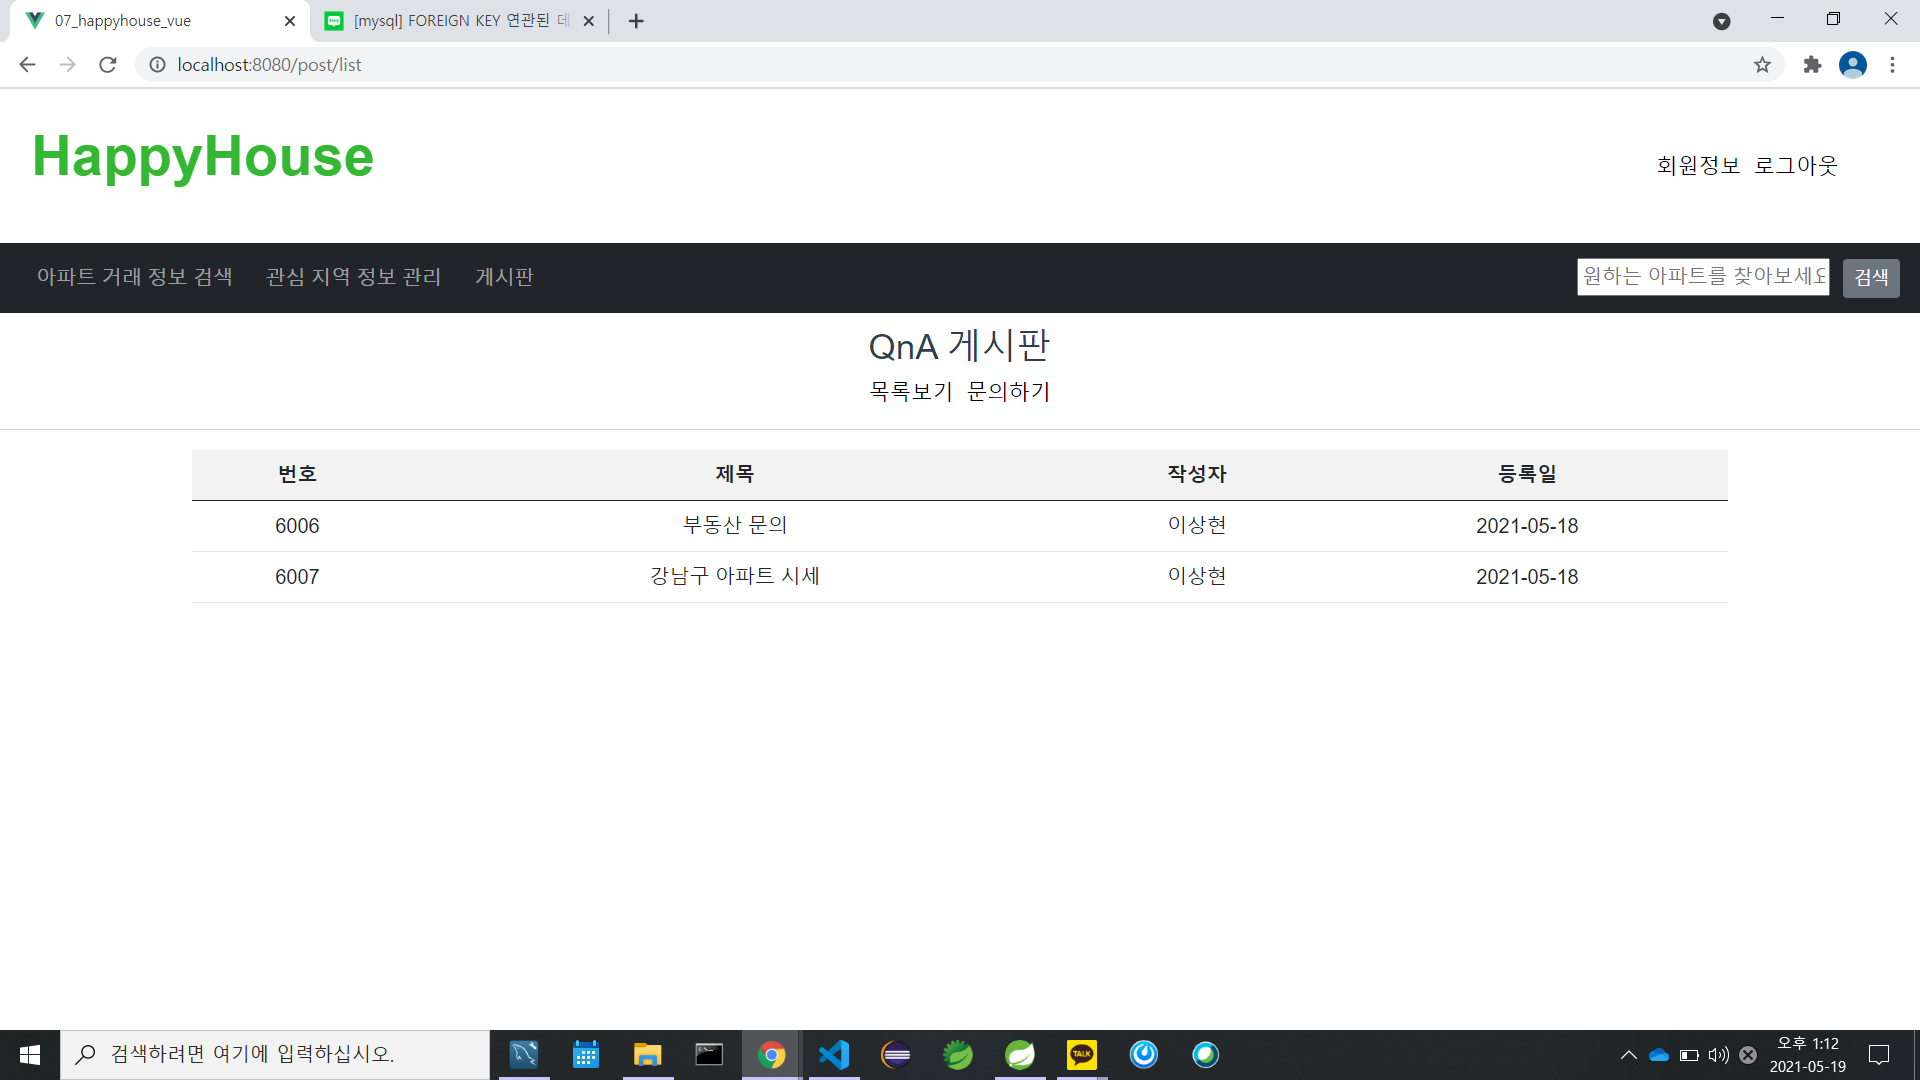 07_happyhouse_vue
[mysql] FOREIGN KEY 연관된 데
localhost:8080/post/list
HappyHouse
회원정보 로그아웃
아파트 거래 정보 검색 관심 지역 정보 관리 게시판
원하는 아파트를 찾아보세요 검색
QnA 게시판
목록보기 문의하기
번호 제목 작성자 등록일
6006 부동산 문의 이상현 2021-05-18
6007 강남구 아파트 시세 이상현 2021-05-18
검색하려면 여기에 입력하십시오.
TALK
오후 1:12
2021-05-19